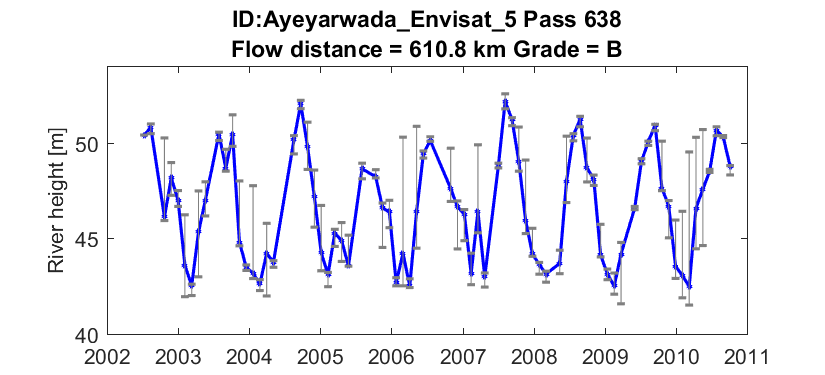 ID:Ayeyarwada_Envisat_5 Pass 638
Flow distance = 610.8 km Grade = B
River height [m]
50
45
40
2002 2003 2004 2005 2006 2007 2008 2009 2010 2011